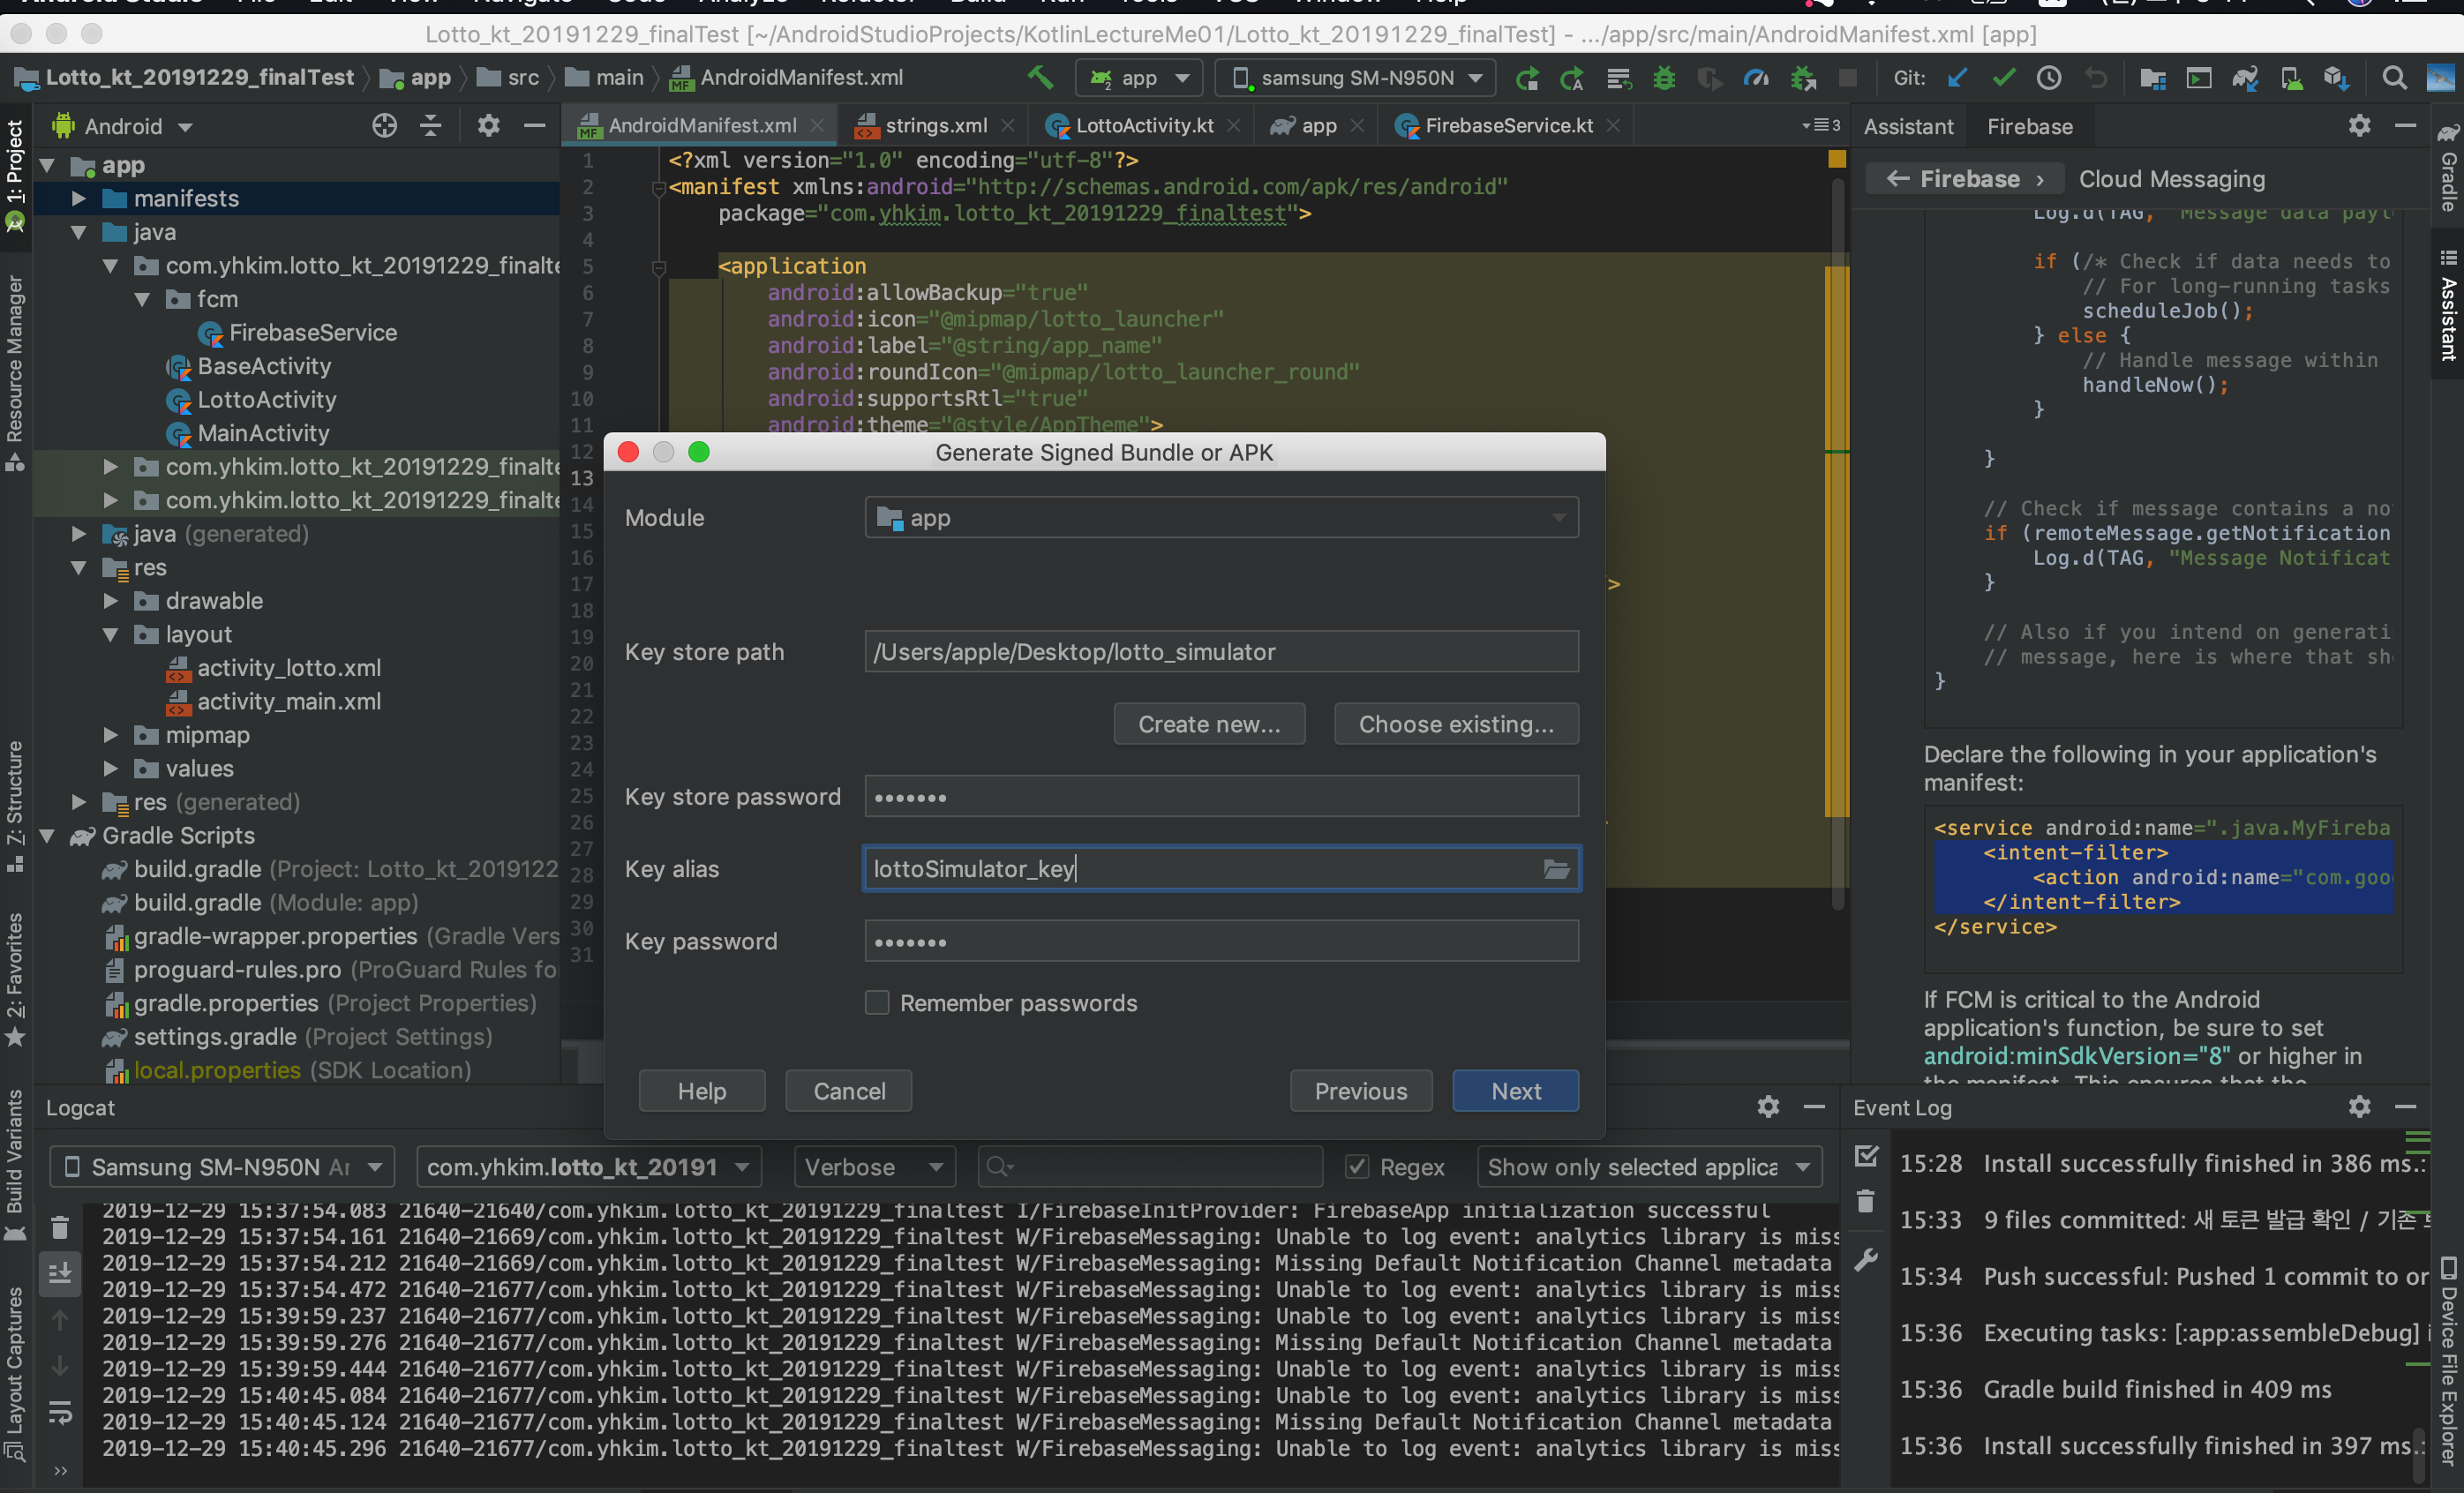 Lotto_kt_20191229_finalTest [~/AndroidStudioProjects/KotlinLectureMe01/Lotto_kt_20191229_finalTest] - .../app/src/main/AndroidManifest.xml [app]
Lotto_kt_20191229_finalTest app src main AndroidManifest.xml app samsung SM-N950N Git:
1: Project
Resource Manager
Z: Structure
2: Favorites
Build Variants
Layout Captures
Android
app
manifests
java
com.yhkim.lotto_kt_20191229_finalte
fcm
FirebaseService
BaseActivity
LottoActivity
MainActivity
com.yhkim.lotto_kt_20191229_finalte
com.yhkim.lotto_kt_20191229_finalte
java (generated)
res
drawable
layout
activity_lotto.xml
activity_main.xml
mipmap
values
res (generated)
Gradle Scripts
build.gradle (Project: Lotto_kt_2019122
build.gradle (Module: app)
gradle-wrapper.properties (Gradle Vers
proguard-rules.pro (ProGuard Rules fo
gradle.properties (Project Properties)
settings.gradle (Project Settings)
local.properties (SDK Location)
AndroidManifest.xml strings.xml LottoActivity.kt app FirebaseService.kt 3
1 <?xml version="1.0" encoding="utf-8"?>
2 <manifest xmlns:android="http://schemas.android.com/apk/res/android"
3 package="com.yhkim.lotto_kt_20191229_finaltest">
4
5 <application
6 android:allowBackup="true"
7 android:icon="@mipmap/lotto_launcher"
8 android:label="@string/app_name"
9 android:roundIcon="@mipmap/lotto_launcher_round"
10 android:supportsRtl="true"
11 android:theme="@style/AppTheme">
12
13
14
15
16
17 >
18
19
20
21
22
23
24
25
26
27
28
29
30
31
Generate Signed Bundle or APK
Module app
Key store path /Users/apple/Desktop/lotto_simulator
Create new... Choose existing...
Key store password •••••••
Key alias lottoSimulator_key
Key password •••••••
Remember passwords
Help Cancel Previous Next
Assistant Firebase
Firebase › Cloud Messaging
Log.d(TAG, "Message data payl
if (/* Check if data needs to
// For long-running tasks
scheduleJob();
} else {
// Handle message within
handleNow();
}
}
// Check if message contains a no
if (remoteMessage.getNotification
Log.d(TAG, "Message Notificat
}
// Also if you intend on generati
// message, here is where that sh
}
Declare the following in your application's
manifest:
<service android:name=".java.MyFireba
<intent-filter>
<action android:name="com.goo
</intent-filter>
</service>
If FCM is critical to the Android
application's function, be sure to set
android:minSdkVersion="8" or higher in
the manifest. This ensures that the
Gradle
Assistant
Device File Explorer
Logcat
Samsung SM-N950N Ar com.yhkim.lotto_kt_20191 Verbose Regex Show only selected applica
2019-12-29 15:37:54.083 21640-21640/com.yhkim.lotto_kt_20191229_finaltest I/FirebaseInitProvider: FirebaseApp initialization successful
2019-12-29 15:37:54.161 21640-21669/com.yhkim.lotto_kt_20191229_finaltest W/FirebaseMessaging: Unable to log event: analytics library is miss
2019-12-29 15:37:54.212 21640-21669/com.yhkim.lotto_kt_20191229_finaltest W/FirebaseMessaging: Missing Default Notification Channel metadata
2019-12-29 15:37:54.472 21640-21677/com.yhkim.lotto_kt_20191229_finaltest W/FirebaseMessaging: Unable to log event: analytics library is miss
2019-12-29 15:39:59.237 21640-21677/com.yhkim.lotto_kt_20191229_finaltest W/FirebaseMessaging: Unable to log event: analytics library is miss
2019-12-29 15:39:59.276 21640-21677/com.yhkim.lotto_kt_20191229_finaltest W/FirebaseMessaging: Missing Default Notification Channel metadata
2019-12-29 15:39:59.444 21640-21677/com.yhkim.lotto_kt_20191229_finaltest W/FirebaseMessaging: Unable to log event: analytics library is miss
2019-12-29 15:40:45.084 21640-21677/com.yhkim.lotto_kt_20191229_finaltest W/FirebaseMessaging: Unable to log event: analytics library is miss
2019-12-29 15:40:45.124 21640-21677/com.yhkim.lotto_kt_20191229_finaltest W/FirebaseMessaging: Missing Default Notification Channel metadata
2019-12-29 15:40:45.296 21640-21677/com.yhkim.lotto_kt_20191229_finaltest W/FirebaseMessaging: Unable to log event: analytics library is miss
Event Log
15:28 Install successfully finished in 386 ms.:
15:33 9 files committed: 새 토큰 발급 확인 / 기존
15:34 Push successful: Pushed 1 commit to or
15:36 Executing tasks: [:app:assembleDebug] i
15:36 Gradle build finished in 409 ms
15:36 Install successfully finished in 397 ms.: